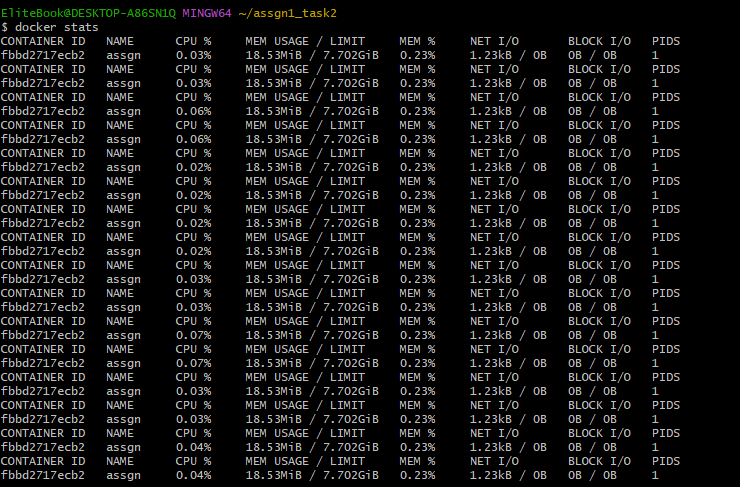 EliteBook@DESKTOP-A86SN1Q MINGW64 ~/assgn1_task2
$ docker stats
CONTAINER ID NAME CPU % MEM USAGE / LIMIT MEM % NET I/O BLOCK I/O PIDS
fbbd2717ecb2 assgn 0.03% 18.53MiB / 7.702GiB 0.23% 1.23kB / 0B 0B / 0B 1
CONTAINER ID NAME CPU % MEM USAGE / LIMIT MEM % NET I/O BLOCK I/O PIDS
fbbd2717ecb2 assgn 0.03% 18.53MiB / 7.702GiB 0.23% 1.23kB / 0B 0B / 0B 1
CONTAINER ID NAME CPU % MEM USAGE / LIMIT MEM % NET I/O BLOCK I/O PIDS
fbbd2717ecb2 assgn 0.06% 18.53MiB / 7.702GiB 0.23% 1.23kB / 0B 0B / 0B 1
CONTAINER ID NAME CPU % MEM USAGE / LIMIT MEM % NET I/O BLOCK I/O PIDS
fbbd2717ecb2 assgn 0.06% 18.53MiB / 7.702GiB 0.23% 1.23kB / 0B 0B / 0B 1
CONTAINER ID NAME CPU % MEM USAGE / LIMIT MEM % NET I/O BLOCK I/O PIDS
fbbd2717ecb2 assgn 0.02% 18.53MiB / 7.702GiB 0.23% 1.23kB / 0B 0B / 0B 1
CONTAINER ID NAME CPU % MEM USAGE / LIMIT MEM % NET I/O BLOCK I/O PIDS
fbbd2717ecb2 assgn 0.02% 18.53MiB / 7.702GiB 0.23% 1.23kB / 0B 0B / 0B 1
CONTAINER ID NAME CPU % MEM USAGE / LIMIT MEM % NET I/O BLOCK I/O PIDS
fbbd2717ecb2 assgn 0.02% 18.53MiB / 7.702GiB 0.23% 1.23kB / 0B 0B / 0B 1
CONTAINER ID NAME CPU % MEM USAGE / LIMIT MEM % NET I/O BLOCK I/O PIDS
fbbd2717ecb2 assgn 0.02% 18.53MiB / 7.702GiB 0.23% 1.23kB / 0B 0B / 0B 1
CONTAINER ID NAME CPU % MEM USAGE / LIMIT MEM % NET I/O BLOCK I/O PIDS
fbbd2717ecb2 assgn 0.03% 18.53MiB / 7.702GiB 0.23% 1.23kB / 0B 0B / 0B 1
CONTAINER ID NAME CPU % MEM USAGE / LIMIT MEM % NET I/O BLOCK I/O PIDS
fbbd2717ecb2 assgn 0.03% 18.53MiB / 7.702GiB 0.23% 1.23kB / 0B 0B / 0B 1
CONTAINER ID NAME CPU % MEM USAGE / LIMIT MEM % NET I/O BLOCK I/O PIDS
fbbd2717ecb2 assgn 0.07% 18.53MiB / 7.702GiB 0.23% 1.23kB / 0B 0B / 0B 1
CONTAINER ID NAME CPU % MEM USAGE / LIMIT MEM % NET I/O BLOCK I/O PIDS
fbbd2717ecb2 assgn 0.07% 18.53MiB / 7.702GiB 0.23% 1.23kB / 0B 0B / 0B 1
CONTAINER ID NAME CPU % MEM USAGE / LIMIT MEM % NET I/O BLOCK I/O PIDS
fbbd2717ecb2 assgn 0.03% 18.53MiB / 7.702GiB 0.23% 1.23kB / 0B 0B / 0B 1
CONTAINER ID NAME CPU % MEM USAGE / LIMIT MEM % NET I/O BLOCK I/O PIDS
fbbd2717ecb2 assgn 0.03% 18.53MiB / 7.702GiB 0.23% 1.23kB / 0B 0B / 0B 1
CONTAINER ID NAME CPU % MEM USAGE / LIMIT MEM % NET I/O BLOCK I/O PIDS
fbbd2717ecb2 assgn 0.04% 18.53MiB / 7.702GiB 0.23% 1.23kB / 0B 0B / 0B 1
CONTAINER ID NAME CPU % MEM USAGE / LIMIT MEM % NET I/O BLOCK I/O PIDS
fbbd2717ecb2 assgn 0.04% 18.53MiB / 7.702GiB 0.23% 1.23kB / 0B 0B / 0B 1